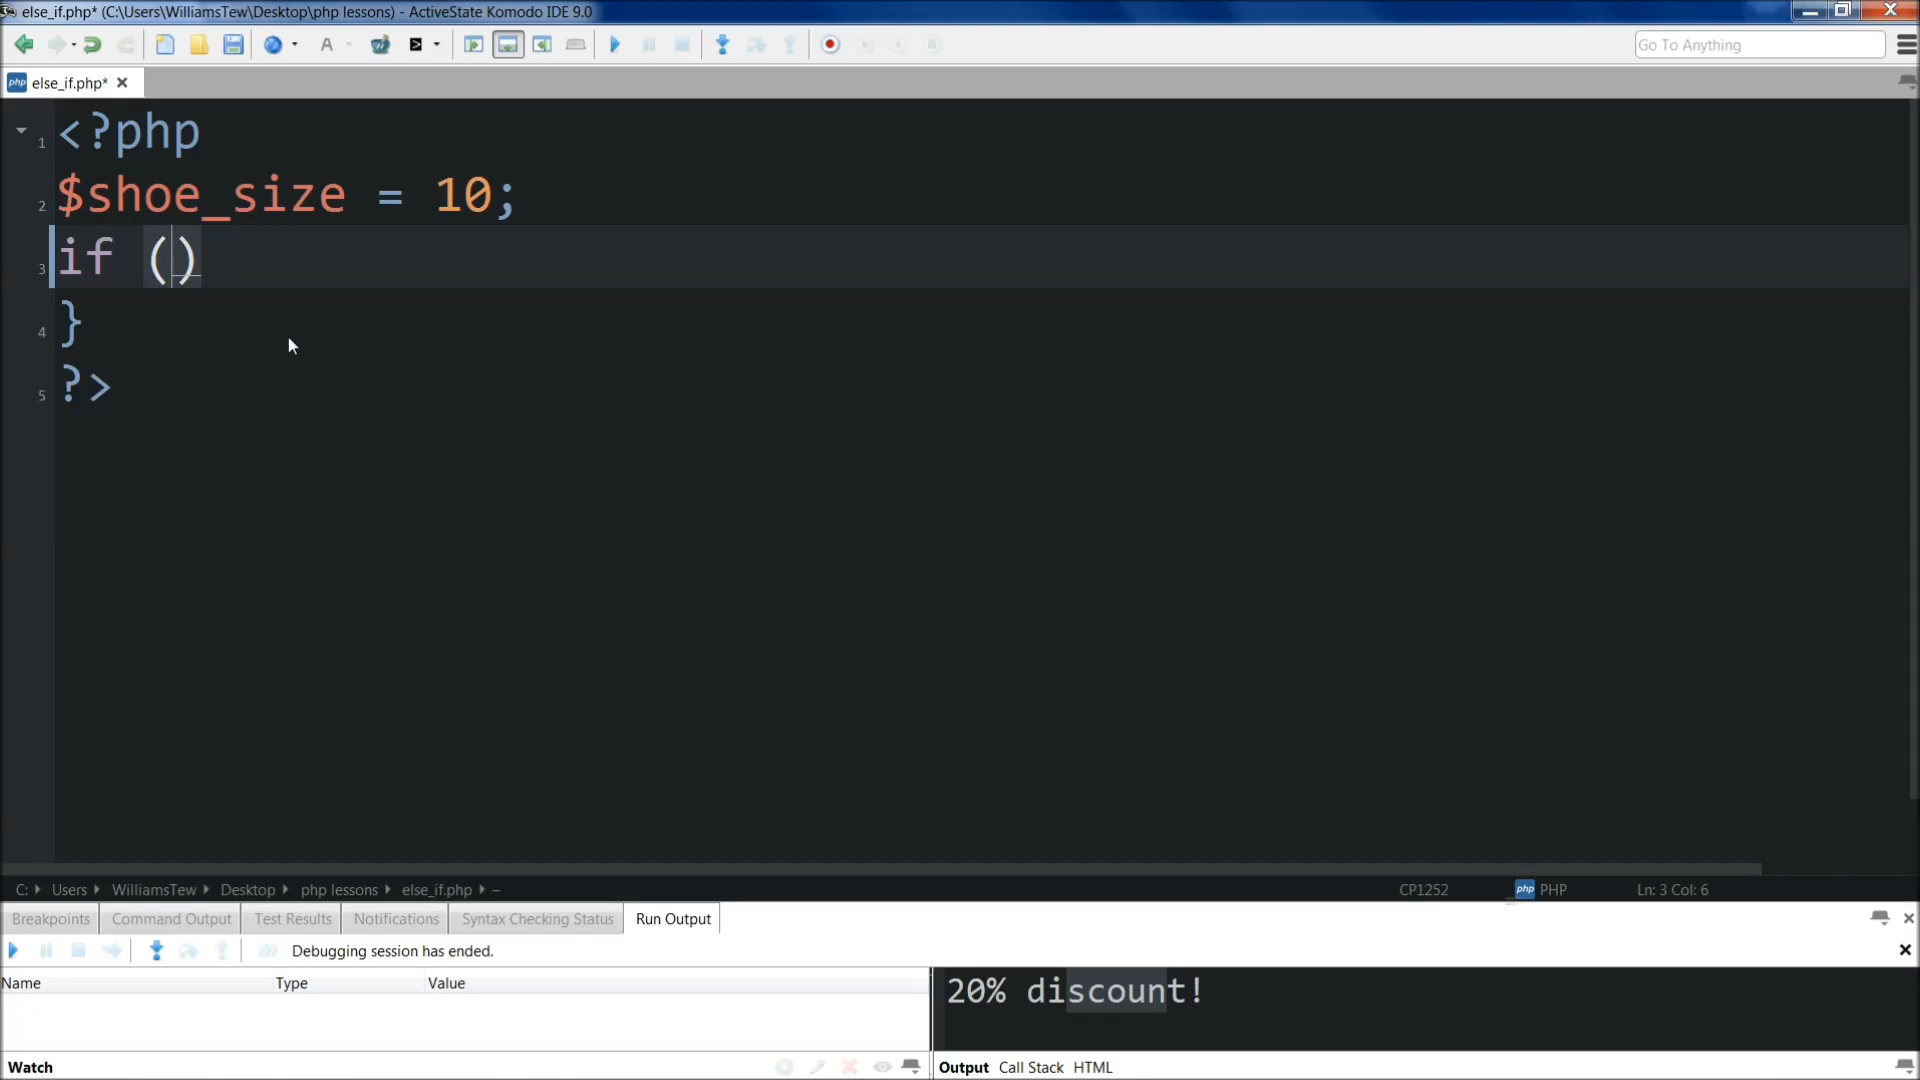 else_if.php* (C:\Users\WilliamsTew\Desktop\php lessons) - ActiveState Komodo IDE 9.0
Go To Anything
php else_if.php*
1 <?php
2 $shoe_size = 10;
3 if ()
4 }
5 ?>
C: Users WilliamsTew Desktop php lessons else_if.php – CP1252 php PHP Ln: 3 Col: 6
Breakpoints Command Output Test Results Notifications Syntax Checking Status Run Output
Debugging session has ended.
Name Type Value
20% discount!
Watch Output Call Stack HTML